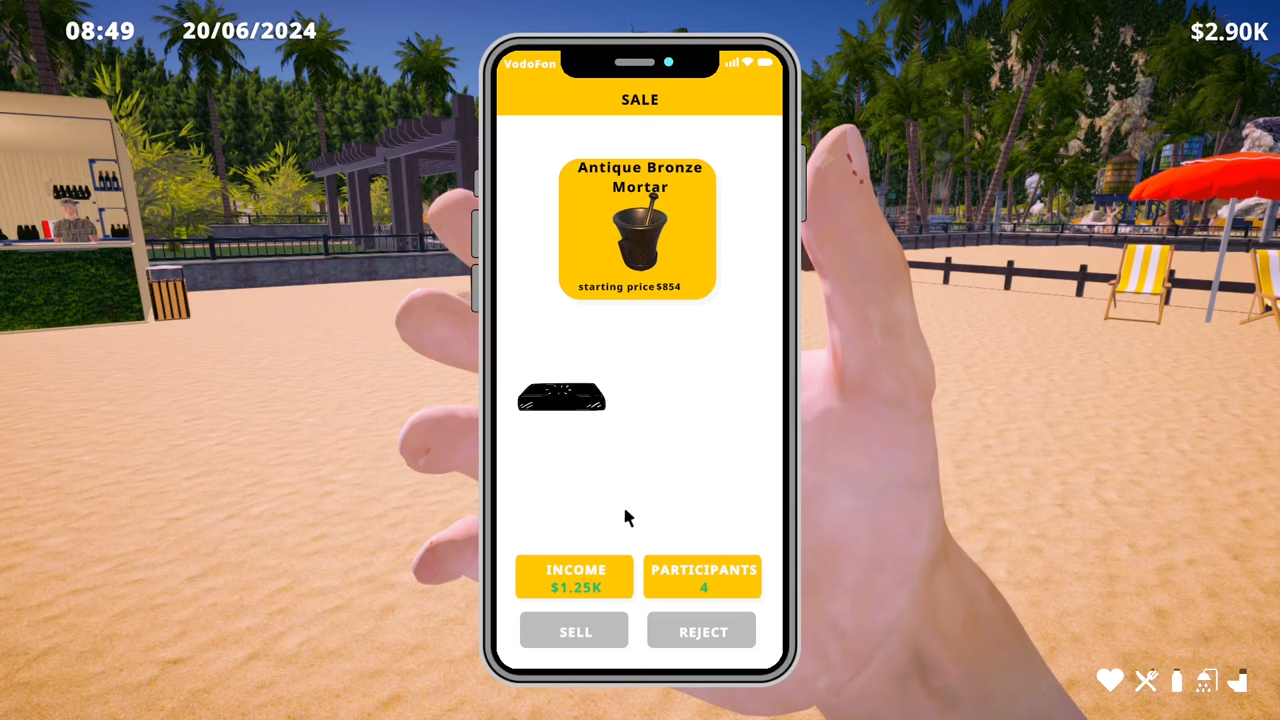 08:49 20/06/2024
$2.90K
VodoFon
SALE
Antique Bronze
Mortar
starting price $854
INCOME
$1.25K
PARTICIPANTS
4
SELL
REJECT